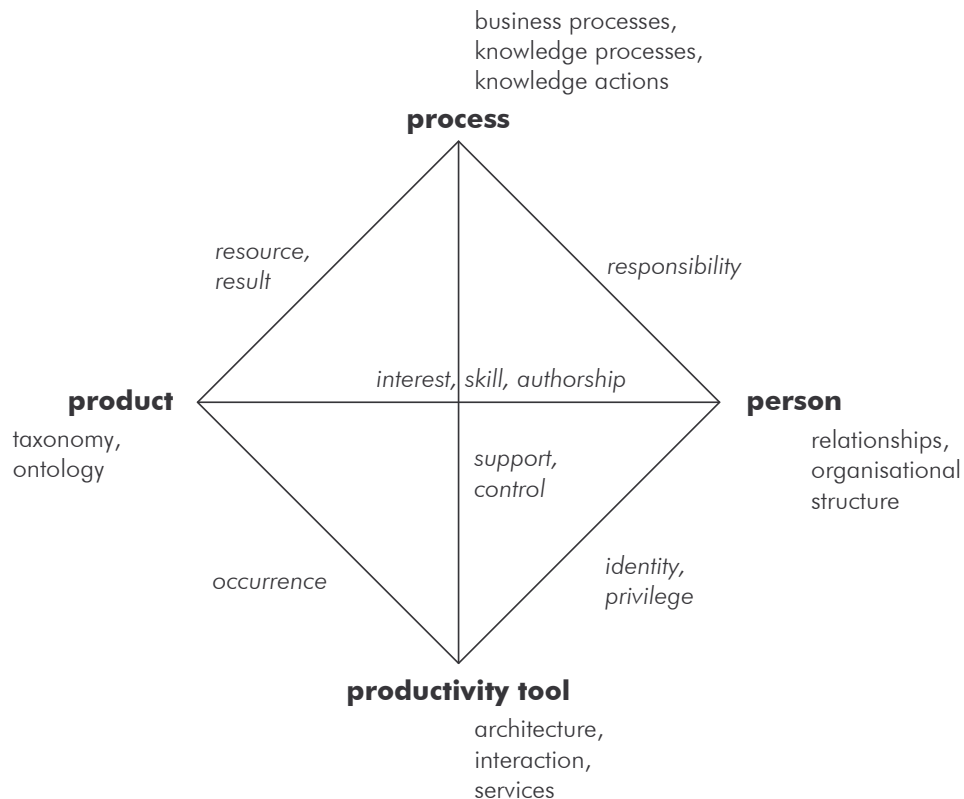 business processes,
knowledge processes,
knowledge actions
process
resource,
result
responsibility
interest, skill, authorship
product
person
taxonomy,
ontology
relationships,
organisational
structure
support,
control
occurrence
identity,
privilege
productivity tool
architecture,
interaction,
services